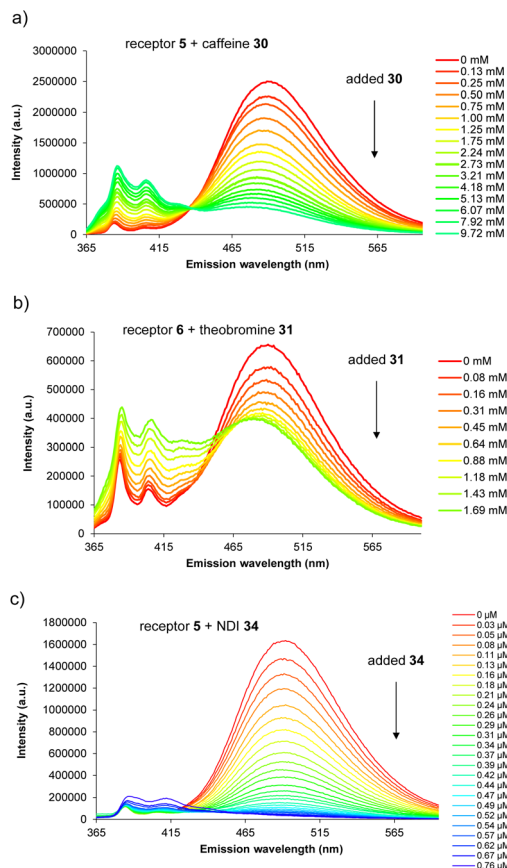 a)
receptor 5 + caffeine 30
added 30
Intensity (a.u.)
3000000
2500000
2000000
1500000
1000000
500000
0
365 415 465 515 565
Emission wavelength (nm)
0 mM
0.13 mM
0.25 mM
0.50 mM
0.75 mM
1.00 mM
1.25 mM
1.75 mM
2.24 mM
2.73 mM
3.21 mM
4.18 mM
5.13 mM
6.07 mM
7.92 mM
9.72 mM
b)
receptor 6 + theobromine 31
added 31
Intensity (a.u.)
700000
600000
500000
400000
300000
200000
100000
0
365 415 465 515 565
Emission wavelength (nm)
0 mM
0.08 mM
0.16 mM
0.31 mM
0.45 mM
0.64 mM
0.88 mM
1.18 mM
1.43 mM
1.69 mM
c)
receptor 5 + NDI 34
added 34
Intensity (a.u.)
1800000
1600000
1400000
1200000
1000000
800000
600000
400000
200000
0
365 415 465 515 565
Emission wavelength (nm)
0 µM
0.03 µM
0.05 µM
0.08 µM
0.11 µM
0.13 µM
0.16 µM
0.18 µM
0.21 µM
0.24 µM
0.26 µM
0.29 µM
0.31 µM
0.34 µM
0.37 µM
0.39 µM
0.42 µM
0.44 µM
0.47 µM
0.49 µM
0.52 µM
0.54 µM
0.57 µM
0.62 µM
0.67 µM
0.76 µM